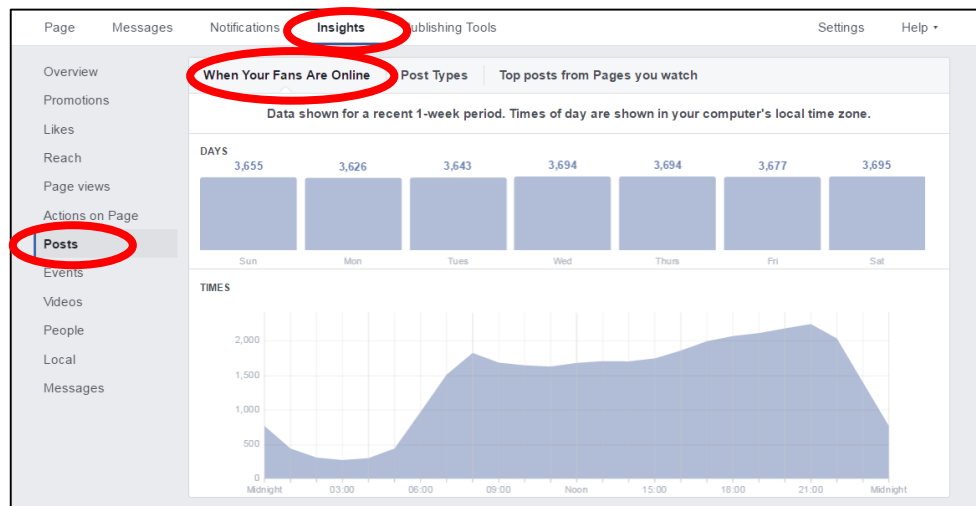 Page Messages Notifications Insights Publishing Tools Settings Help
Overview
Promotions
Likes
Reach
Page views
Actions on Page
Posts
Events
Videos
People
Local
Messages
When Your Fans Are Online Post Types Top posts from Pages you watch
Data shown for a recent 1-week period. Times of day are shown in your computer's local time zone.
DAYS
3,655 3,626 3,643 3,694 3,694 3,677 3,695
Sun Mon Tues Wed Thurs Fri Sat
TIMES
2,000
1,500
1,000
500
0
Midnight 03:00 06:00 09:00 Noon 15:00 18:00 21:00 Midnight